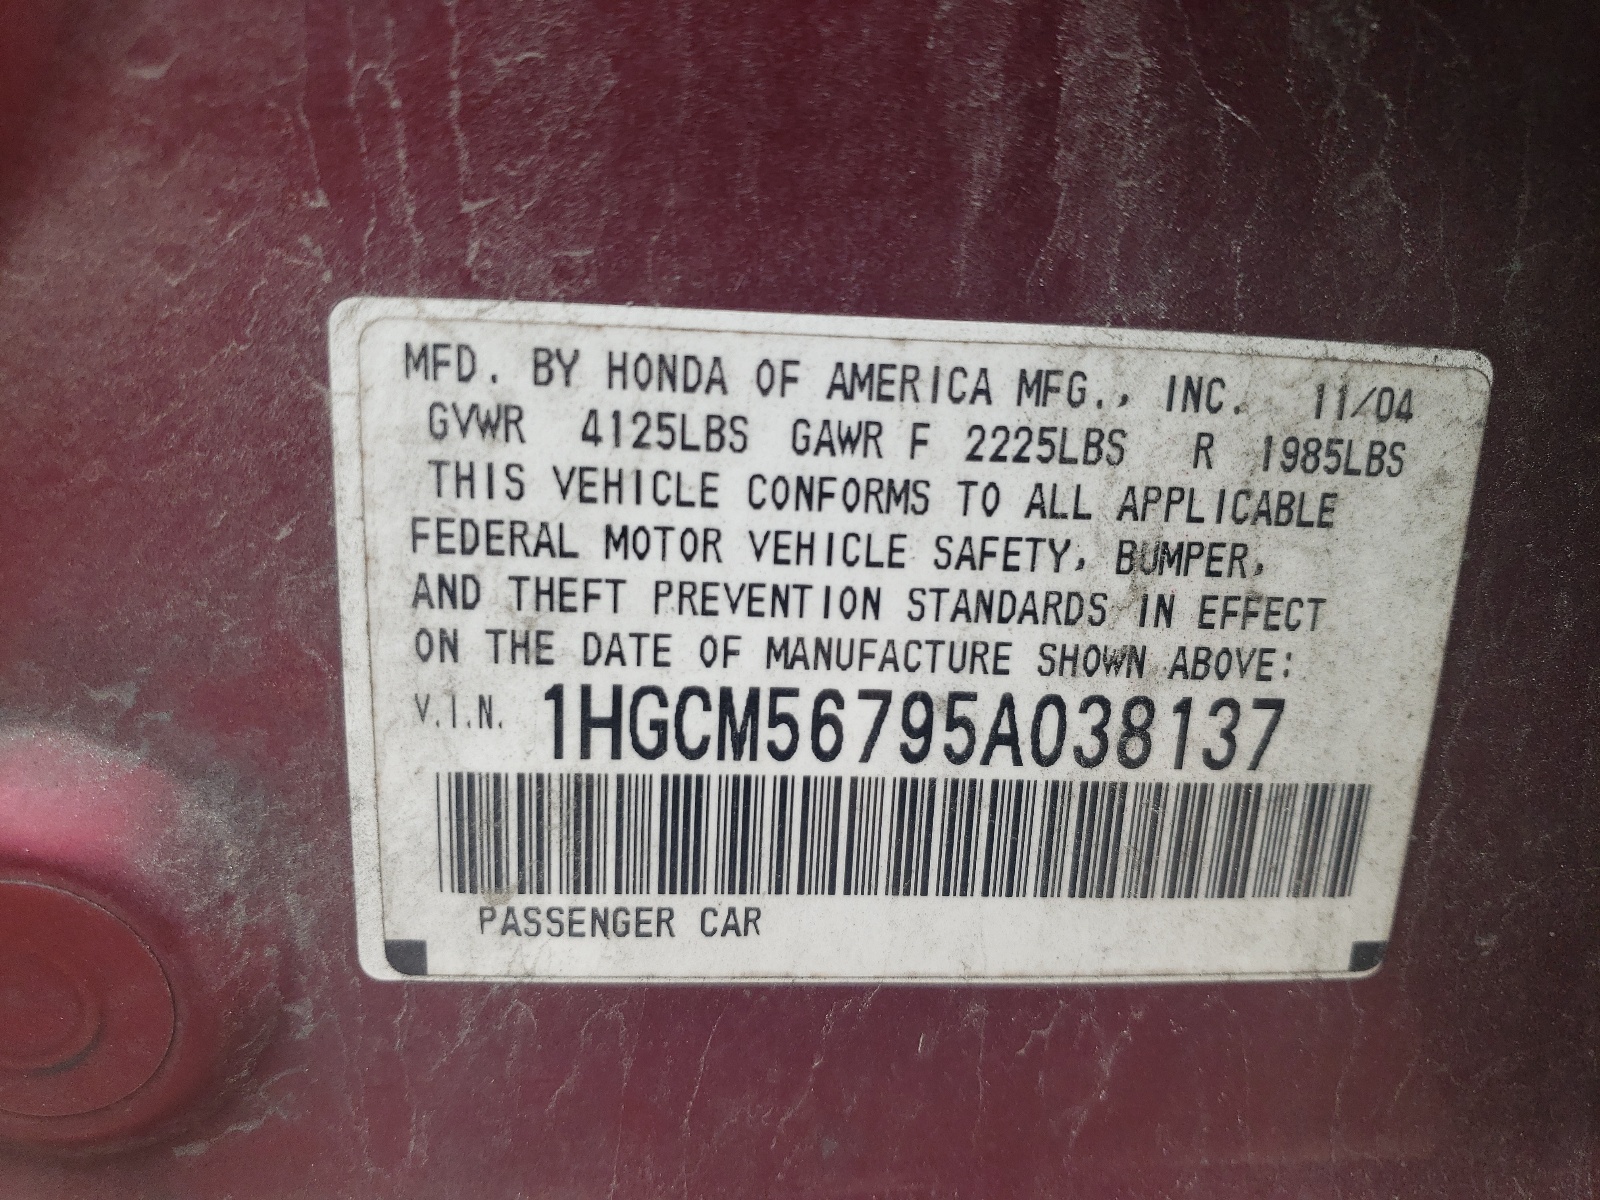 MFD. BY HONDA OF AMERICA MFG., INC. 11/04
GVWR 4125LBS GAWR F 2225LBS R 1985LBS
THIS VEHICLE CONFORMS TO ALL APPLICABLE
FEDERAL MOTOR VEHICLE SAFETY, BUMPER,
AND THEFT PREVENTION STANDARDS IN EFFECT
ON THE DATE OF MANUFACTURE SHOWN ABOVE:
V.I.N. 1HGCM56795A038137
PASSENGER CAR